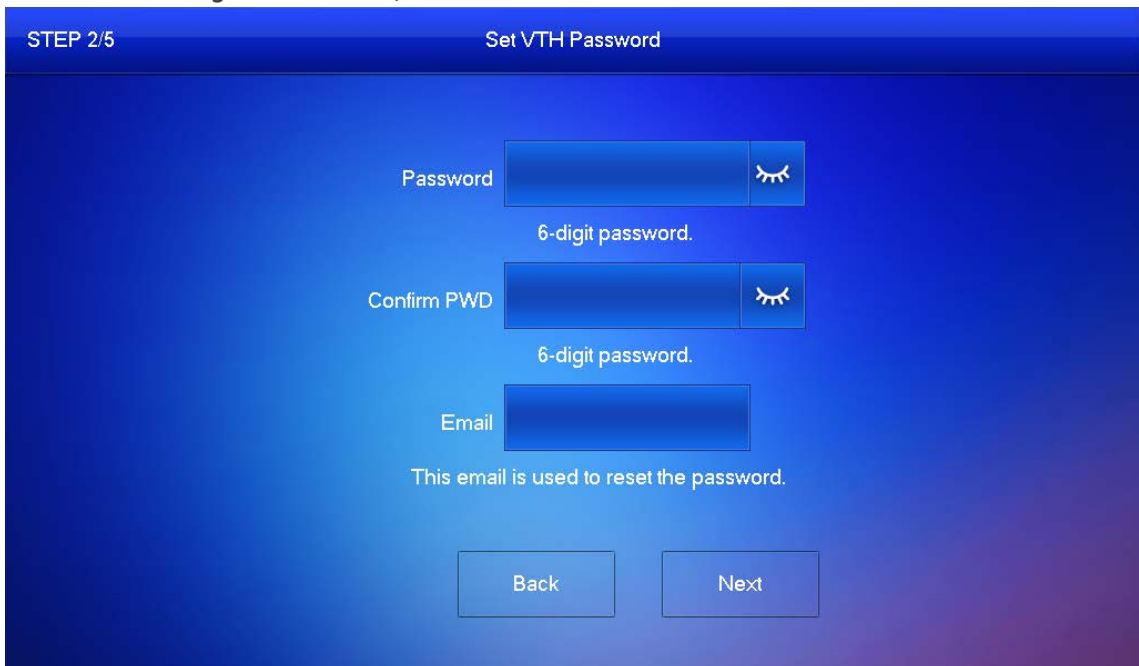 STEP 2/5 Set VTH Password
Password
6-digit password.
Confirm PWD
6-digit password.
Email
This email is used to reset the password.
Back Next